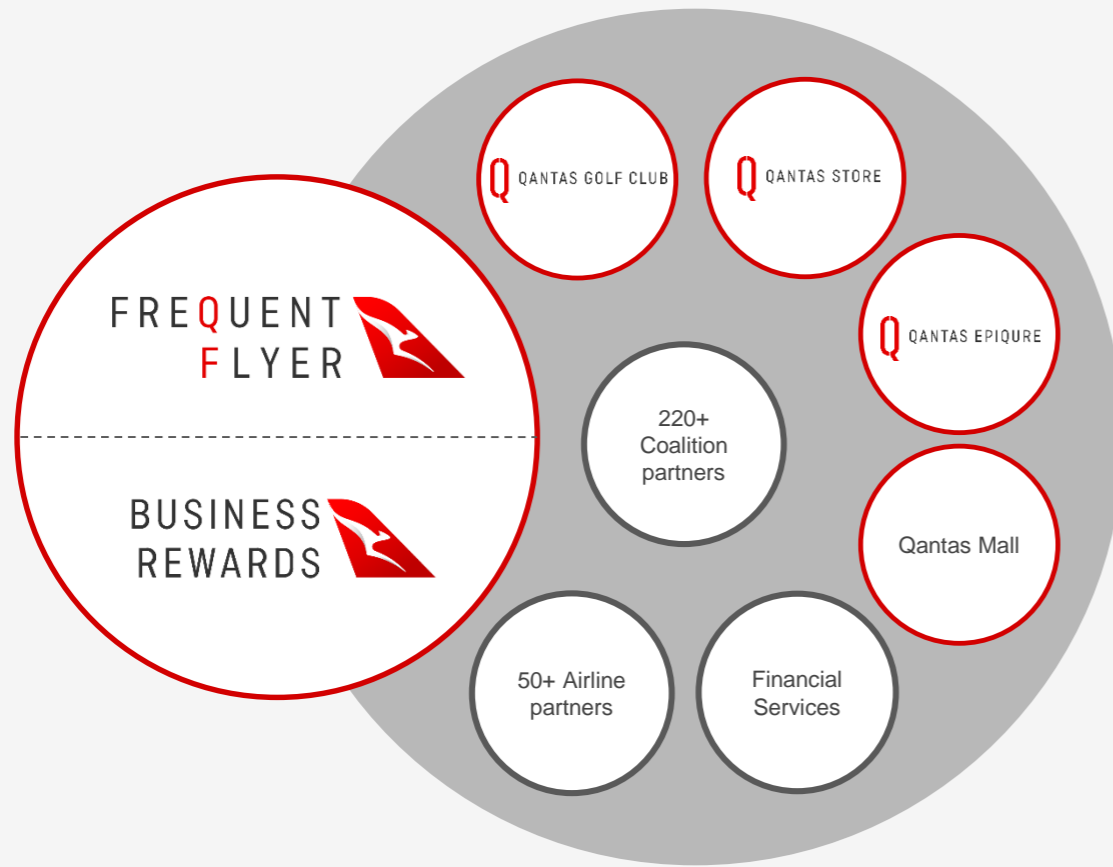 FREQUENT
FLYER
BUSINESS
REWARDS
Q QANTAS GOLF CLUB
Q QANTAS STORE
Q QANTAS EPIQURE
220+
Coalition
partners
Qantas Mall
50+ Airline
partners
Financial
Services